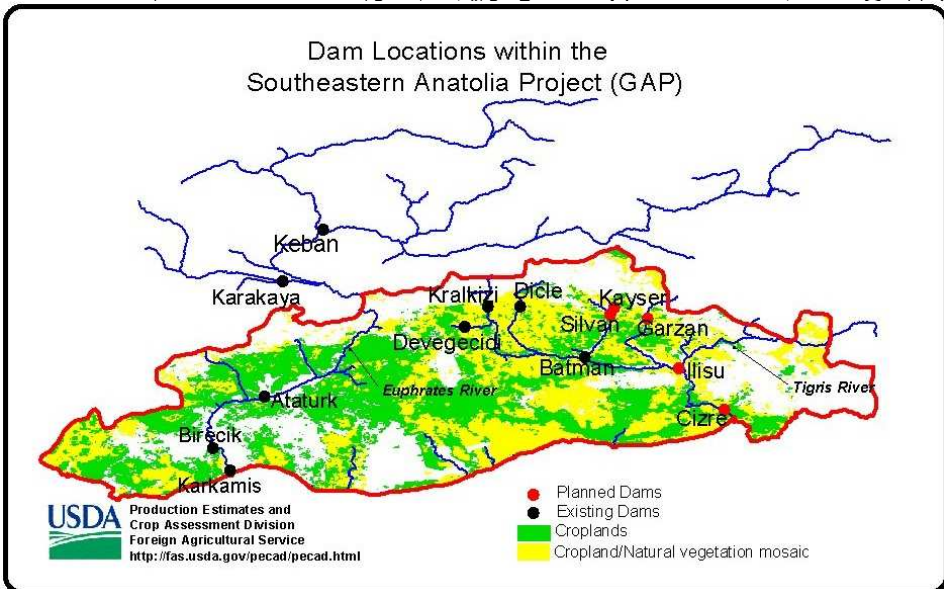 Dam Locations within the
Southeastern Anatolia Project (GAP)
Keban
Karakaya
Kralkizi
Dicle
Kayser
Devegecidi
Silvan
Garzan
Batman
Ilisu
Euphrates River
Tigris River
Ataturk
Cizre
Birecik
Karkamis
Planned Dams
Existing Dams
Croplands
Cropland/Natural vegetation mosaic
USDA
Production Estimates and
Crop Assessment Division
Foreign Agricultural Service
http://fas.usda.gov/pecad/pecad.html